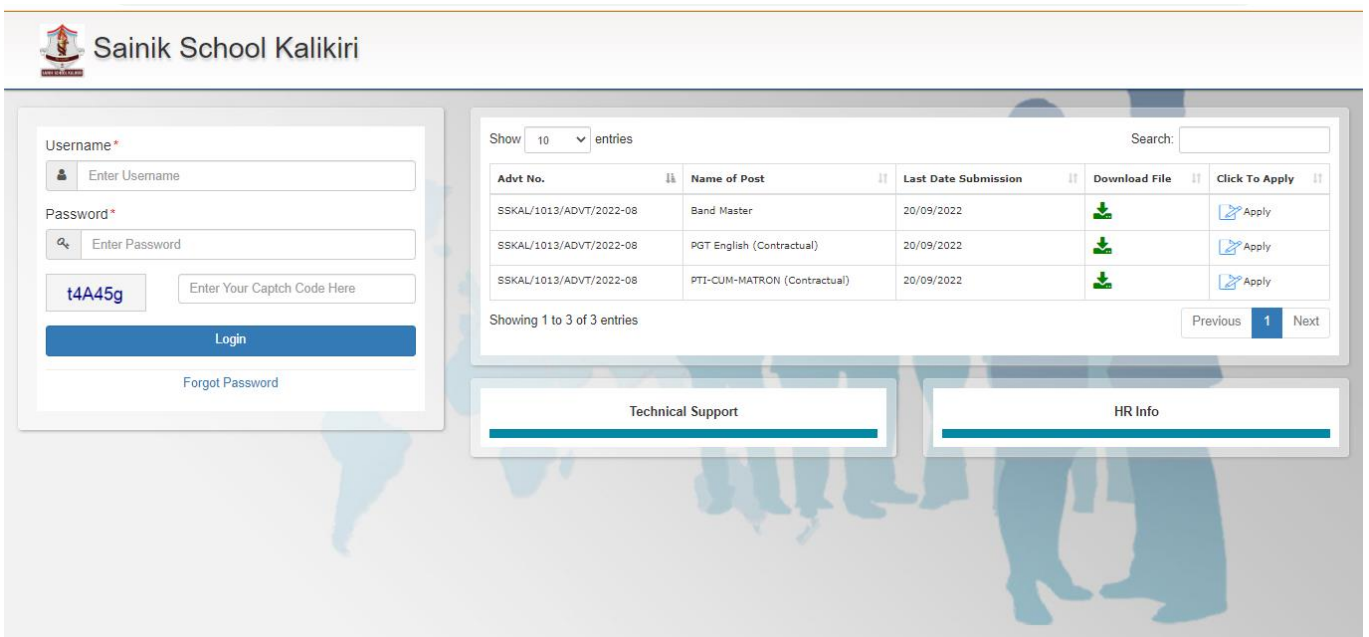 Sainik School Kalikiri
Username*
Enter Username
Password*
Enter Password
t4A45g
Enter Your Captch Code Here
Login
Forgot Password
Show 10 entries Search:
Advt No. Name of Post Last Date Submission Download File Click To Apply
SSKAL/1013/ADVT/2022-08 Band Master 20/09/2022 Apply
SSKAL/1013/ADVT/2022-08 PGT English (Contractual) 20/09/2022 Apply
SSKAL/1013/ADVT/2022-08 PTI-CUM-MATRON (Contractual) 20/09/2022 Apply
Showing 1 to 3 of 3 entries Previous 1 Next
Technical Support
HR Info